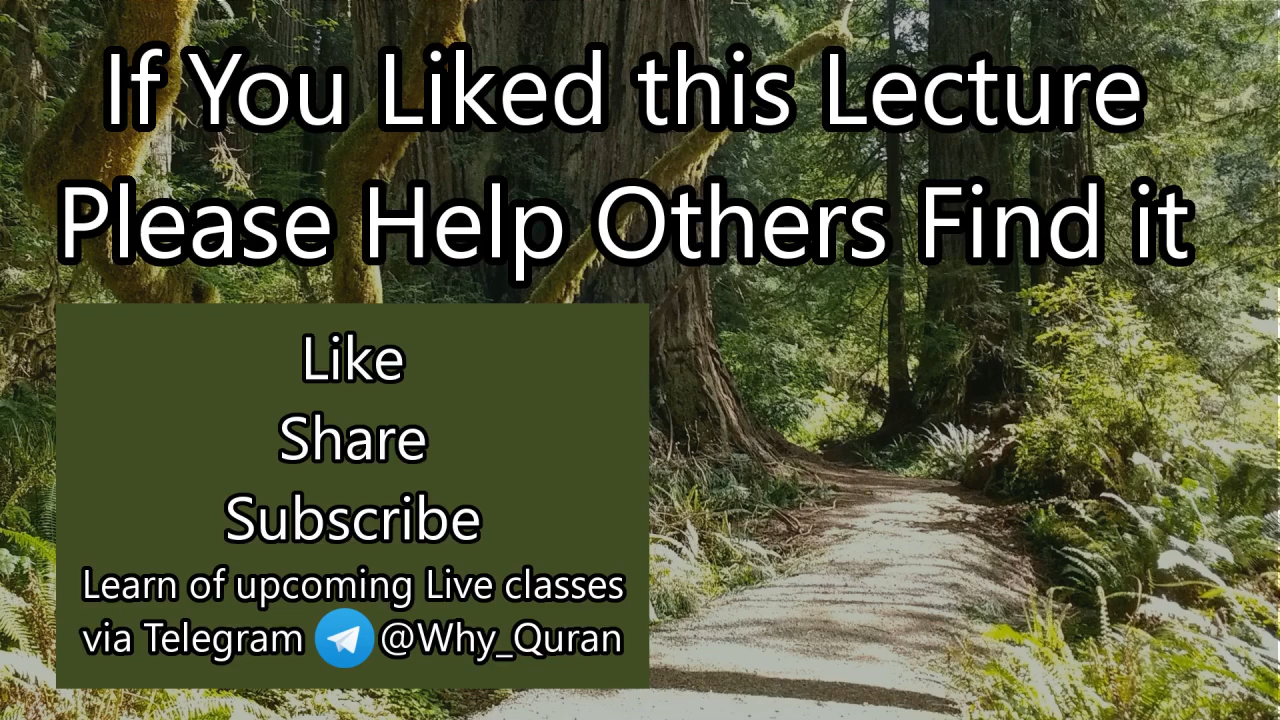 If You Liked this Lecture
Please Help Others Find it
Like
Share
Subscribe
Learn of upcoming Live classes
via Telegram @Why_Quran